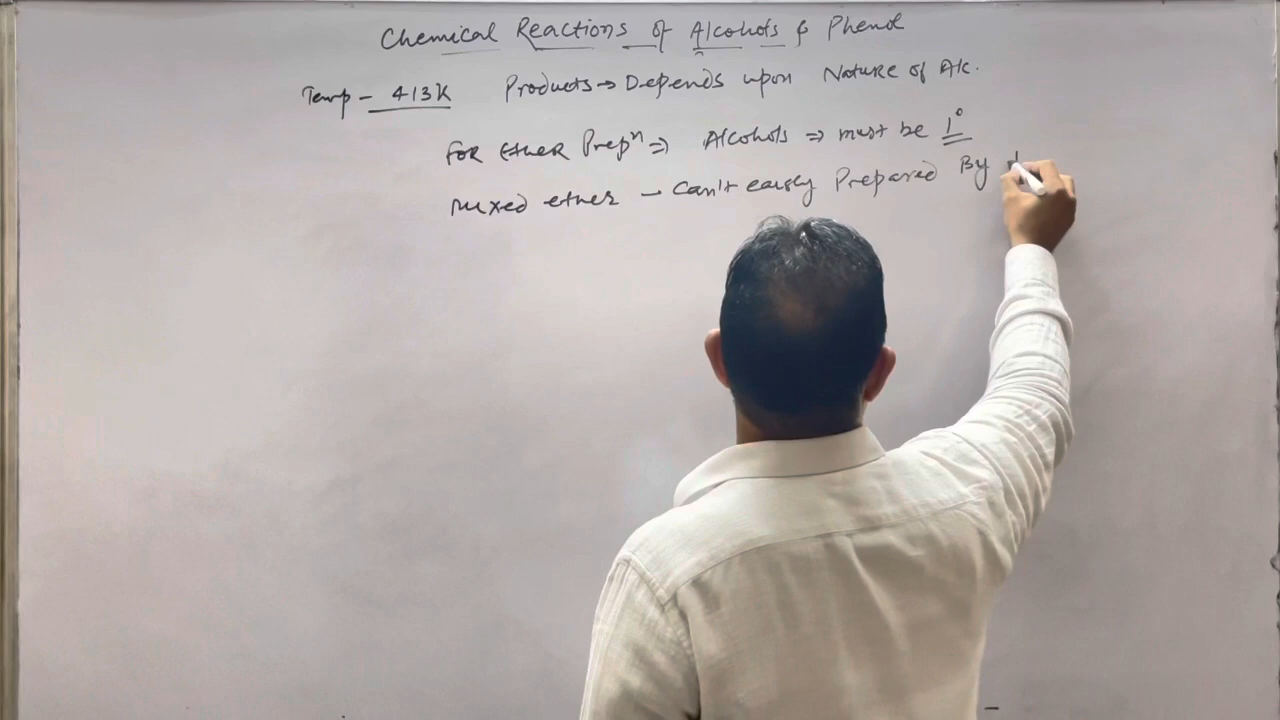 Chemical Reactions of Alcohols & Phenol
Temp - 413K Products → Depends upon Nature of Alc.
For Ether Prepⁿ ⇒ Alcohols ⇒ must be 1°
Mixed ether - Can't easily Prepared By